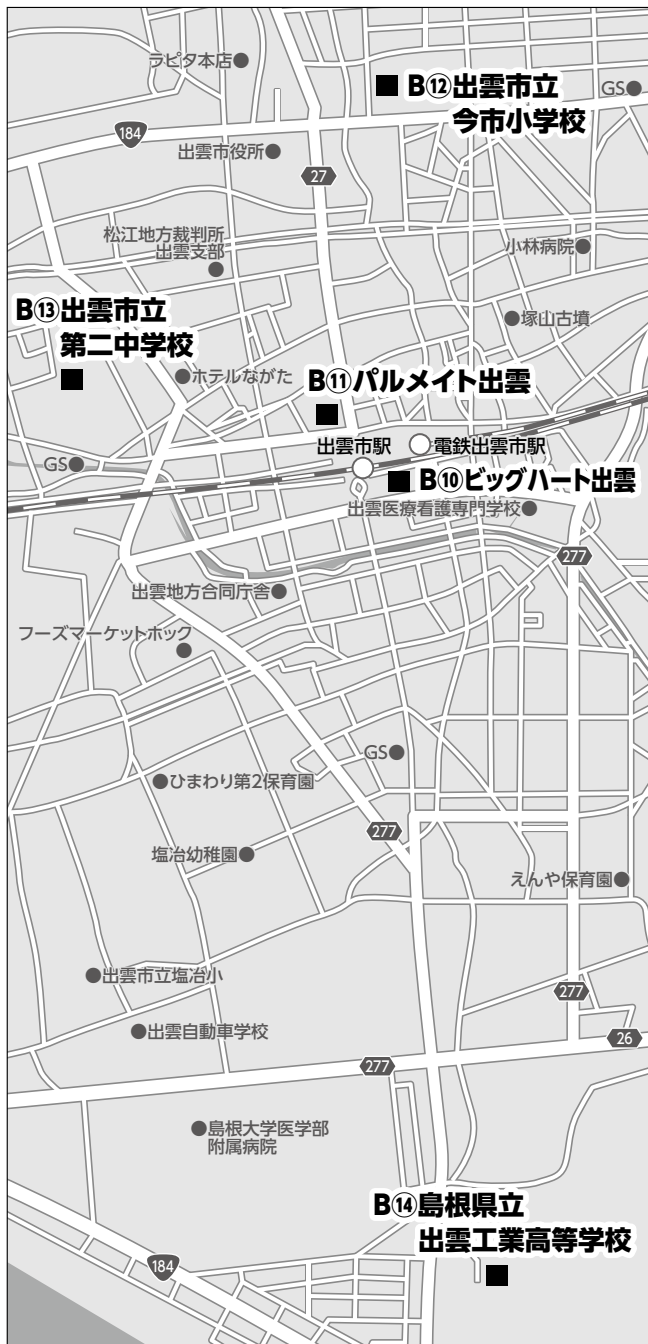 ラピタ本店
B⑫出雲市立
今市小学校
GS
184
出雲市役所
27
松江地方裁判所
出雲支部
小林病院
B⑬出雲市立
第二中学校
塚山古墳
ホテルながた
B⑪パルメイト出雲
出雲市駅
電鉄出雲市駅
GS
B⑩ビッグハート出雲
出雲医療看護専門学校
277
出雲地方合同庁舎
フーズマーケットホック
GS
ひまわり第2保育園
277
塩冶幼稚園
えんや保育園
出雲市立塩冶小
277
出雲自動車学校
26
277
島根大学医学部
附属病院
B⑭島根県立
出雲工業高等学校
184